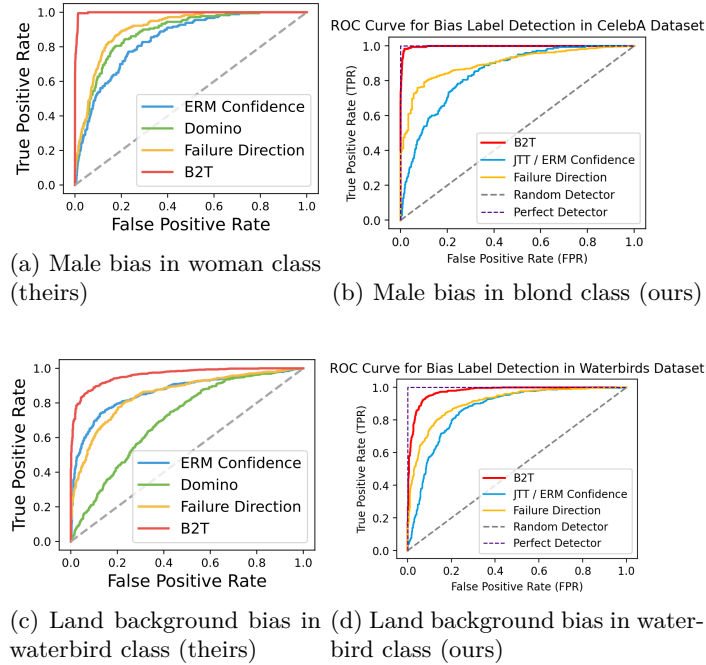 True Positive Rate
1.0
0.8
0.6
0.4
0.2
0.0
ERM Confidence
Domino
Failure Direction
B2T
0.0 0.2 0.4 0.6 0.8 1.0
False Positive Rate
(a) Male bias in woman class
(theirs)
ROC Curve for Bias Label Detection in CelebA Dataset
True Positive Rate (TPR)
1.0
0.8
0.6
0.4
0.2
0.0
B2T
JTT / ERM Confidence
Failure Direction
Random Detector
Perfect Detector
0.0 0.2 0.4 0.6 0.8 1.0
False Positive Rate (FPR)
(b) Male bias in blond class (ours)
True Positive Rate
1.0
0.8
0.6
0.4
0.2
0.0
ERM Confidence
Domino
Failure Direction
B2T
0.0 0.2 0.4 0.6 0.8 1.0
False Positive Rate
(c) Land background bias in
waterbird class (theirs)
ROC Curve for Bias Label Detection in Waterbirds Dataset
True Positive Rate (TPR)
1.0
0.8
0.6
0.4
0.2
0.0
B2T
JTT / ERM Confidence
Failure Direction
Random Detector
Perfect Detector
0.0 0.2 0.4 0.6 0.8 1.0
False Positive Rate (FPR)
(d) Land background bias in water-
bird class (ours)